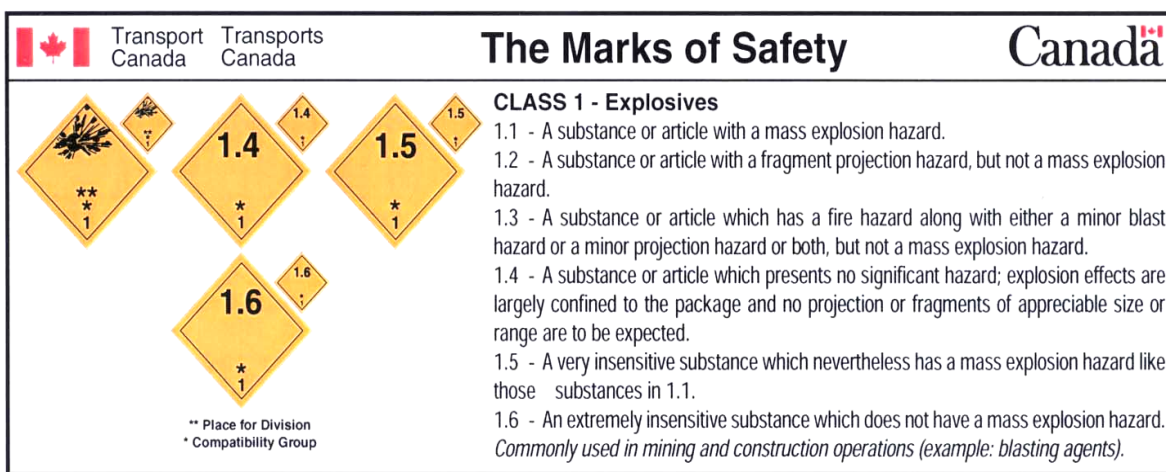 Transport Canada
Transports Canada
The Marks of Safety
Canada
1.4
*
1
1.5
*
1
**
*
1
1.4
*
1
1.5
*
1
**
*
1
1.6
*
1
1.6
*
1
** Place for Division
* Compatibility Group
CLASS 1 - Explosives
1.1 - A substance or article with a mass explosion hazard.
1.2 - A substance or article with a fragment projection hazard, but not a mass explosion
hazard.
1.3 - A substance or article which has a fire hazard along with either a minor blast
hazard or a minor projection hazard or both, but not a mass explosion hazard.
1.4 - A substance or article which presents no significant hazard; explosion effects are
largely confined to the package and no projection or fragments of appreciable size or
range are to be expected.
1.5 - A very insensitive substance which nevertheless has a mass explosion hazard like
those substances in 1.1.
1.6 - An extremely insensitive substance which does not have a mass explosion hazard.
Commonly used in mining and construction operations (example: blasting agents).